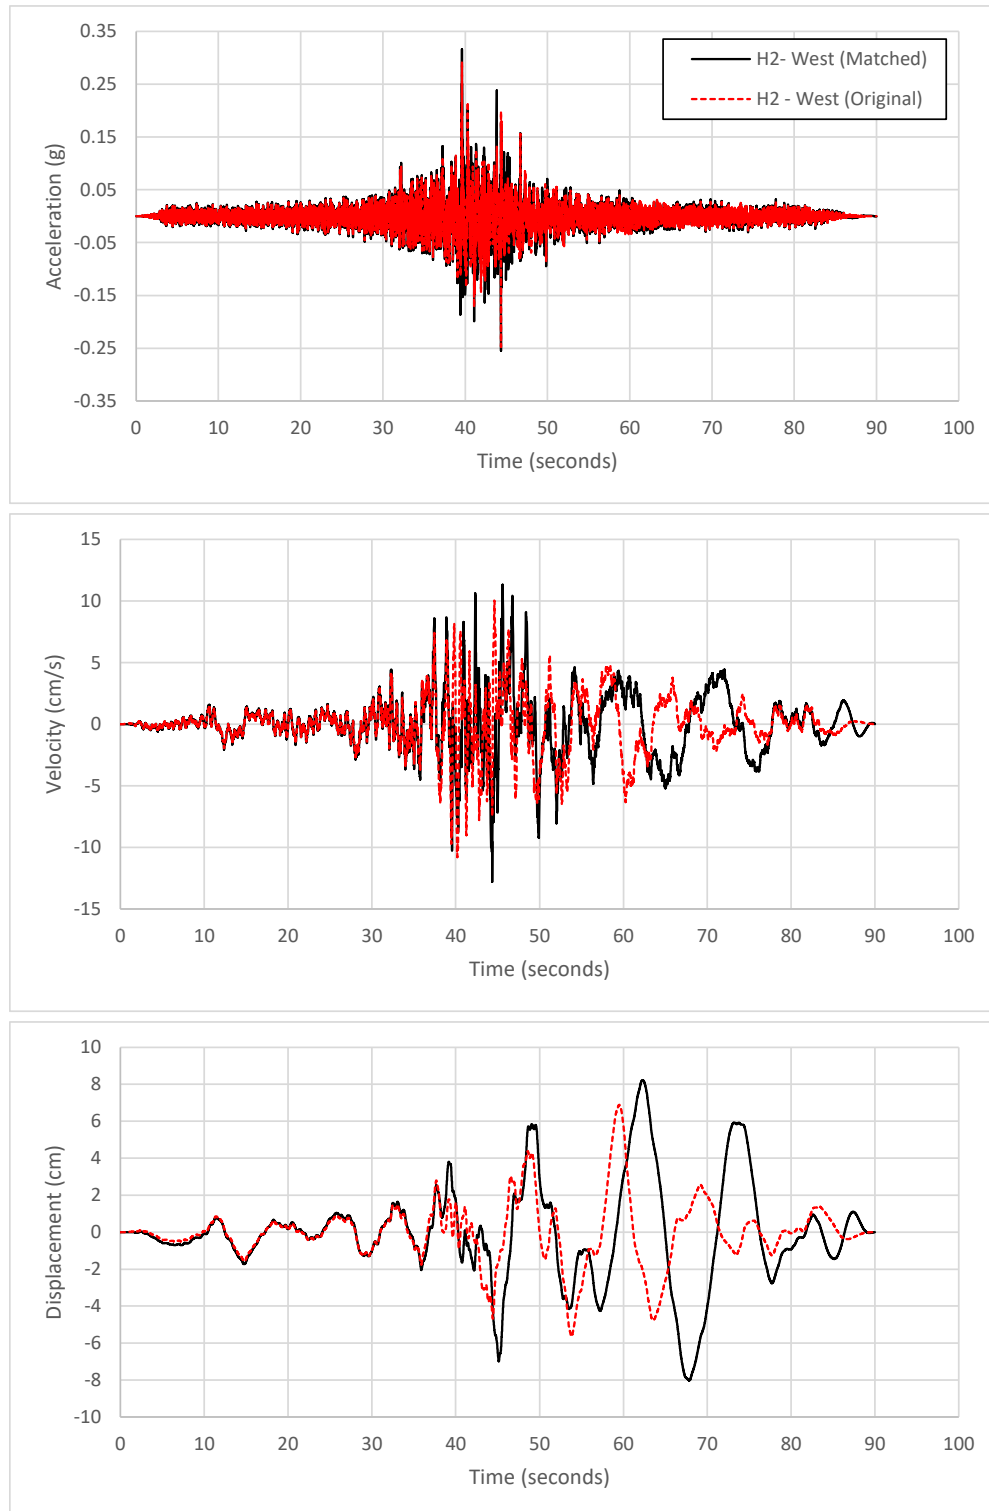 0.35
0.25
0.15
0.05
-0.05
-0.15
-0.25
-0.35
Acceleration (g)
H2- West (Matched)
H2 - West (Original)
0 10 20 30 40 50 60 70 80 90 100
Time (seconds)
15
10
5
0
-5
-10
-15
Velocity (cm/s)
0 10 20 30 40 50 60 70 80 90 100
Time (seconds)
10
8
6
4
2
0
-2
-4
-6
-8
-10
Displacement (cm)
0 10 20 30 40 50 60 70 80 90 100
Time (seconds)